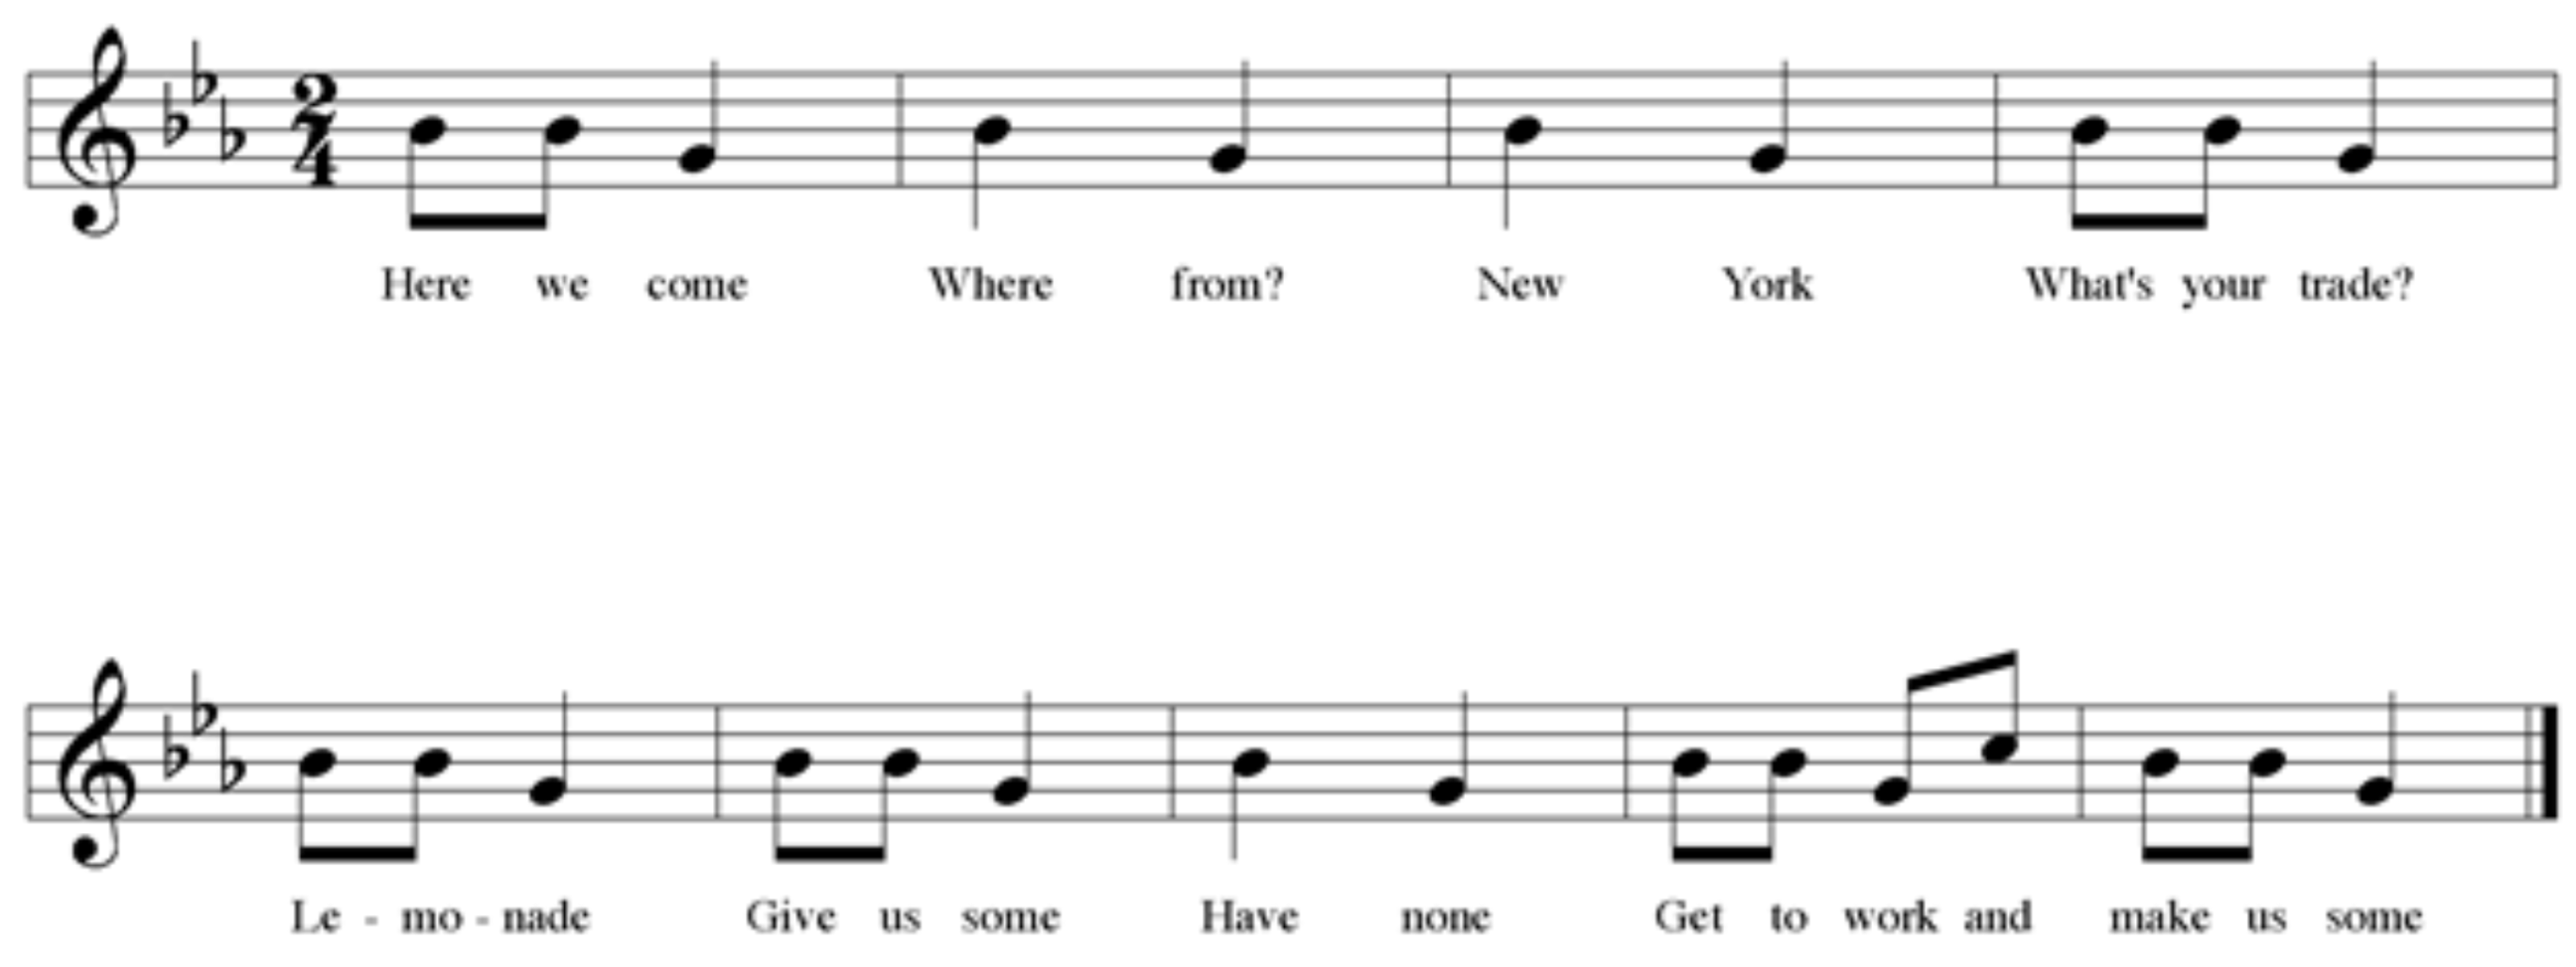 2
4
Here we come Where from? New York What's your trade?
Le - mo - nade Give us some Have none Get to work and make us some